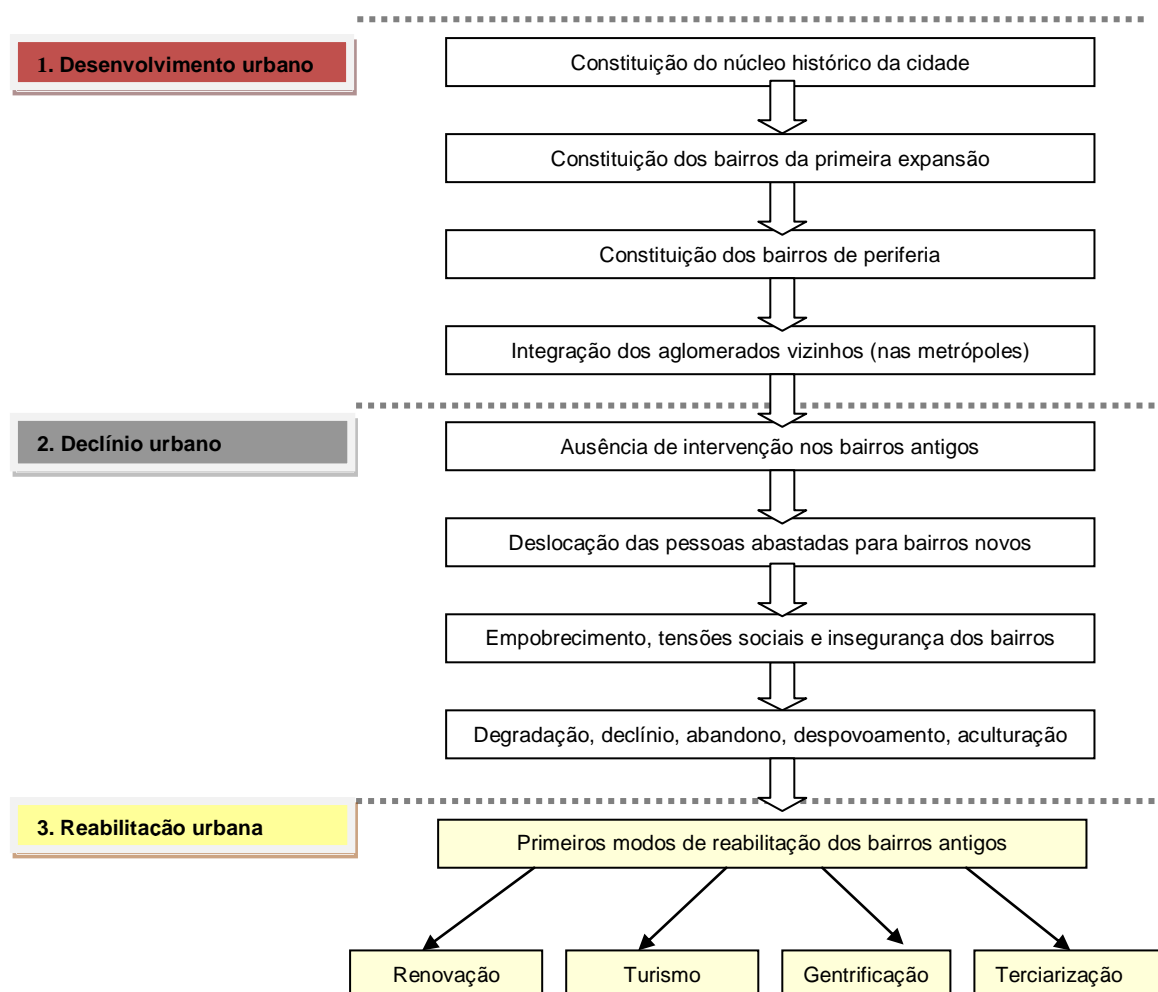 1. Desenvolvimento urbano
Constituição do núcleo histórico da cidade
Constituição dos bairros da primeira expansão
Constituição dos bairros de periferia
Integração dos aglomerados vizinhos (nas metrópoles)
2. Declínio urbano
Ausência de intervenção nos bairros antigos
Deslocação das pessoas abastadas para bairros novos
Empobrecimento, tensões sociais e insegurança dos bairros
Degradação, declínio, abandono, despovoamento, aculturação
3. Reabilitacão urbana
Primeiros modos de reabilitação dos bairros antigos
Renovação Turismo Gentrificação Terciarização